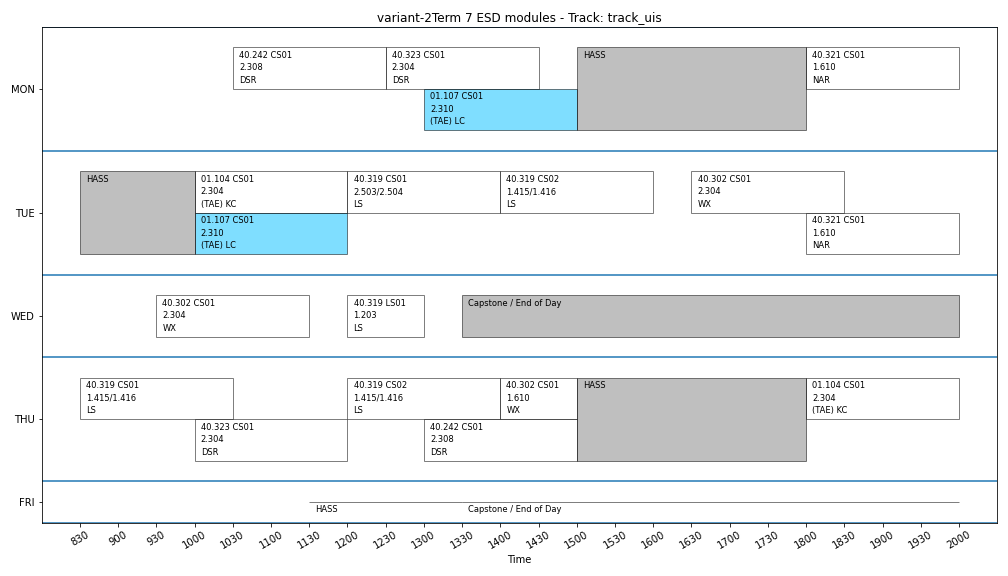 variant-2Term 7 ESD modules - Track: track_uis
MON
40.242 CS01
2.308
DSR
40.323 CS01
2.304
DSR
01.107 CS01
2.310
(TAE) LC
HASS
40.321 CS01
1.610
NAR
TUE
HASS
01.104 CS01
2.304
(TAE) KC
01.107 CS01
2.310
(TAE) LC
40.319 CS01
2.503/2.504
LS
40.319 CS02
1.415/1.416
LS
40.302 CS01
2.304
WX
40.321 CS01
1.610
NAR
WED
40.302 CS01
2.304
WX
40.319 LS01
1.203
LS
Capstone / End of Day
THU
40.319 CS01
1.415/1.416
LS
40.323 CS01
2.304
DSR
40.319 CS02
1.415/1.416
LS
40.242 CS01
2.308
DSR
40.302 CS01
1.610
WX
HASS
01.104 CS01
2.304
(TAE) KC
FRI
HASS
Capstone / End of Day
830 900 930 1000 1030 1100 1130 1200 1230 1300 1330 1400 1430 1500 1530 1600 1630 1700 1730 1800 1830 1900 1930 2000
Time